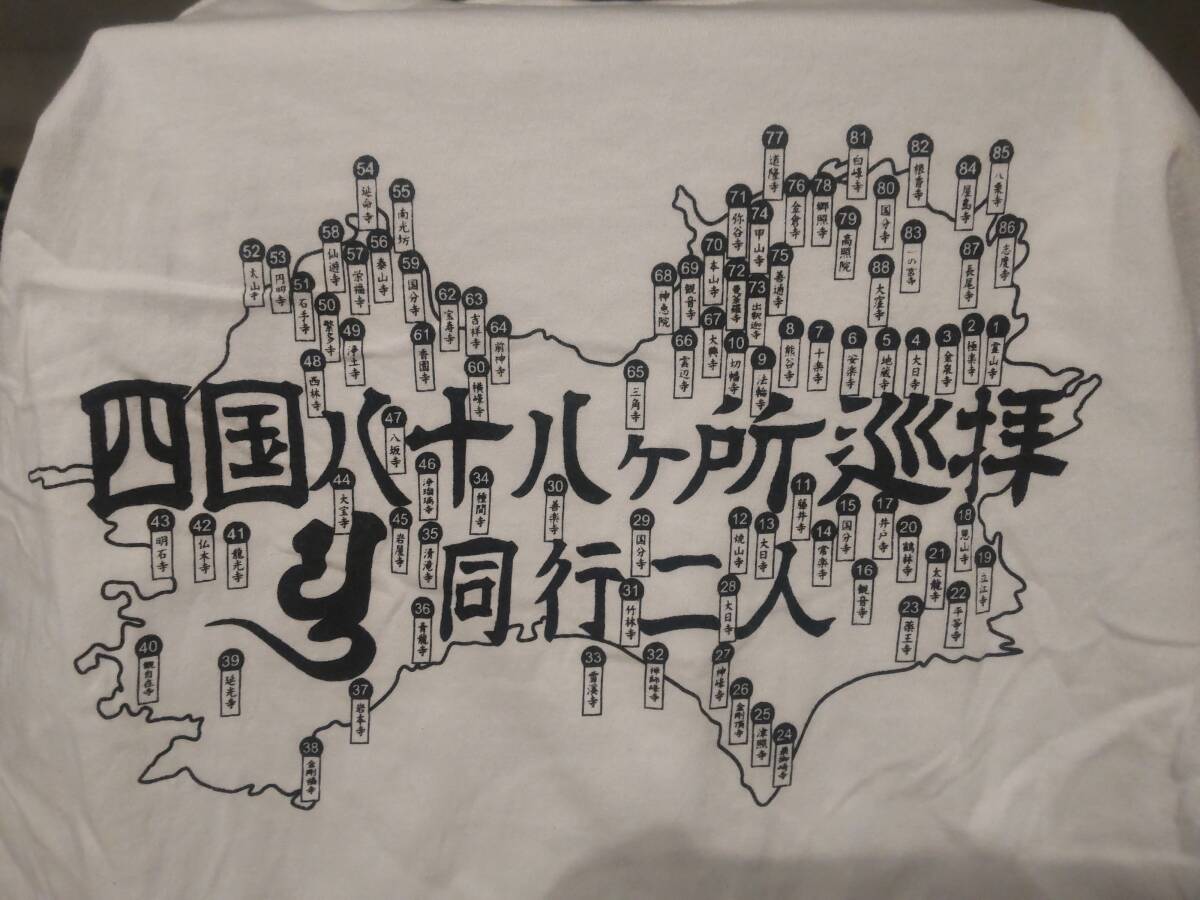 四国八十八ヶ所巡拝
同行二人
1 霊山寺
2 極楽寺
3 金泉寺
4 大日寺
5 地蔵寺
6 安楽寺
7 十楽寺
8 熊谷寺
9 法輪寺
10 切幡寺
11 藤井寺
12 焼山寺
13 大日寺
14 常楽寺
15 国分寺
16 観音寺
17 井戸寺
18 恩山寺
19 立江寺
20 鶴林寺
21 太龍寺
22 平等寺
23 薬王寺
24 最御崎寺
25 津照寺
26 金剛頂寺
27 神峰寺
28 大日寺
29 国分寺
30 善楽寺
31 竹林寺
32 禅師峰寺
33 雪渓寺
34 種間寺
35 清滝寺
36 青龍寺
37 岩本寺
38 金剛福寺
39 延光寺
40 観自在寺
41 龍光寺
42 仏木寺
43 明石寺
44 大宝寺
45 岩屋寺
46 浄瑠璃寺
47 八坂寺
48 西林寺
49 浄土寺
50 繁多寺
51 石手寺
52 太山寺
53 円明寺
54 延命寺
55 南光坊
56 泰山寺
57 栄福寺
58 仙遊寺
59 国分寺
60 横峰寺
61 香園寺
62 宝寿寺
63 吉祥寺
64 前神寺
65 三角寺
66 雲辺寺
67 大興寺
68 神恵院
69 観音寺
70 本山寺
71 弥谷寺
72 曼荼羅寺
73 出釈迦寺
74 甲山寺
75 善通寺
76 金倉寺
77 道隆寺
78 郷照寺
79 高照院
80 国分寺
81 白峰寺
82 根香寺
83 一の宮寺
84 屋島寺
85 八栗寺
86 志度寺
87 長尾寺
88 大窪寺